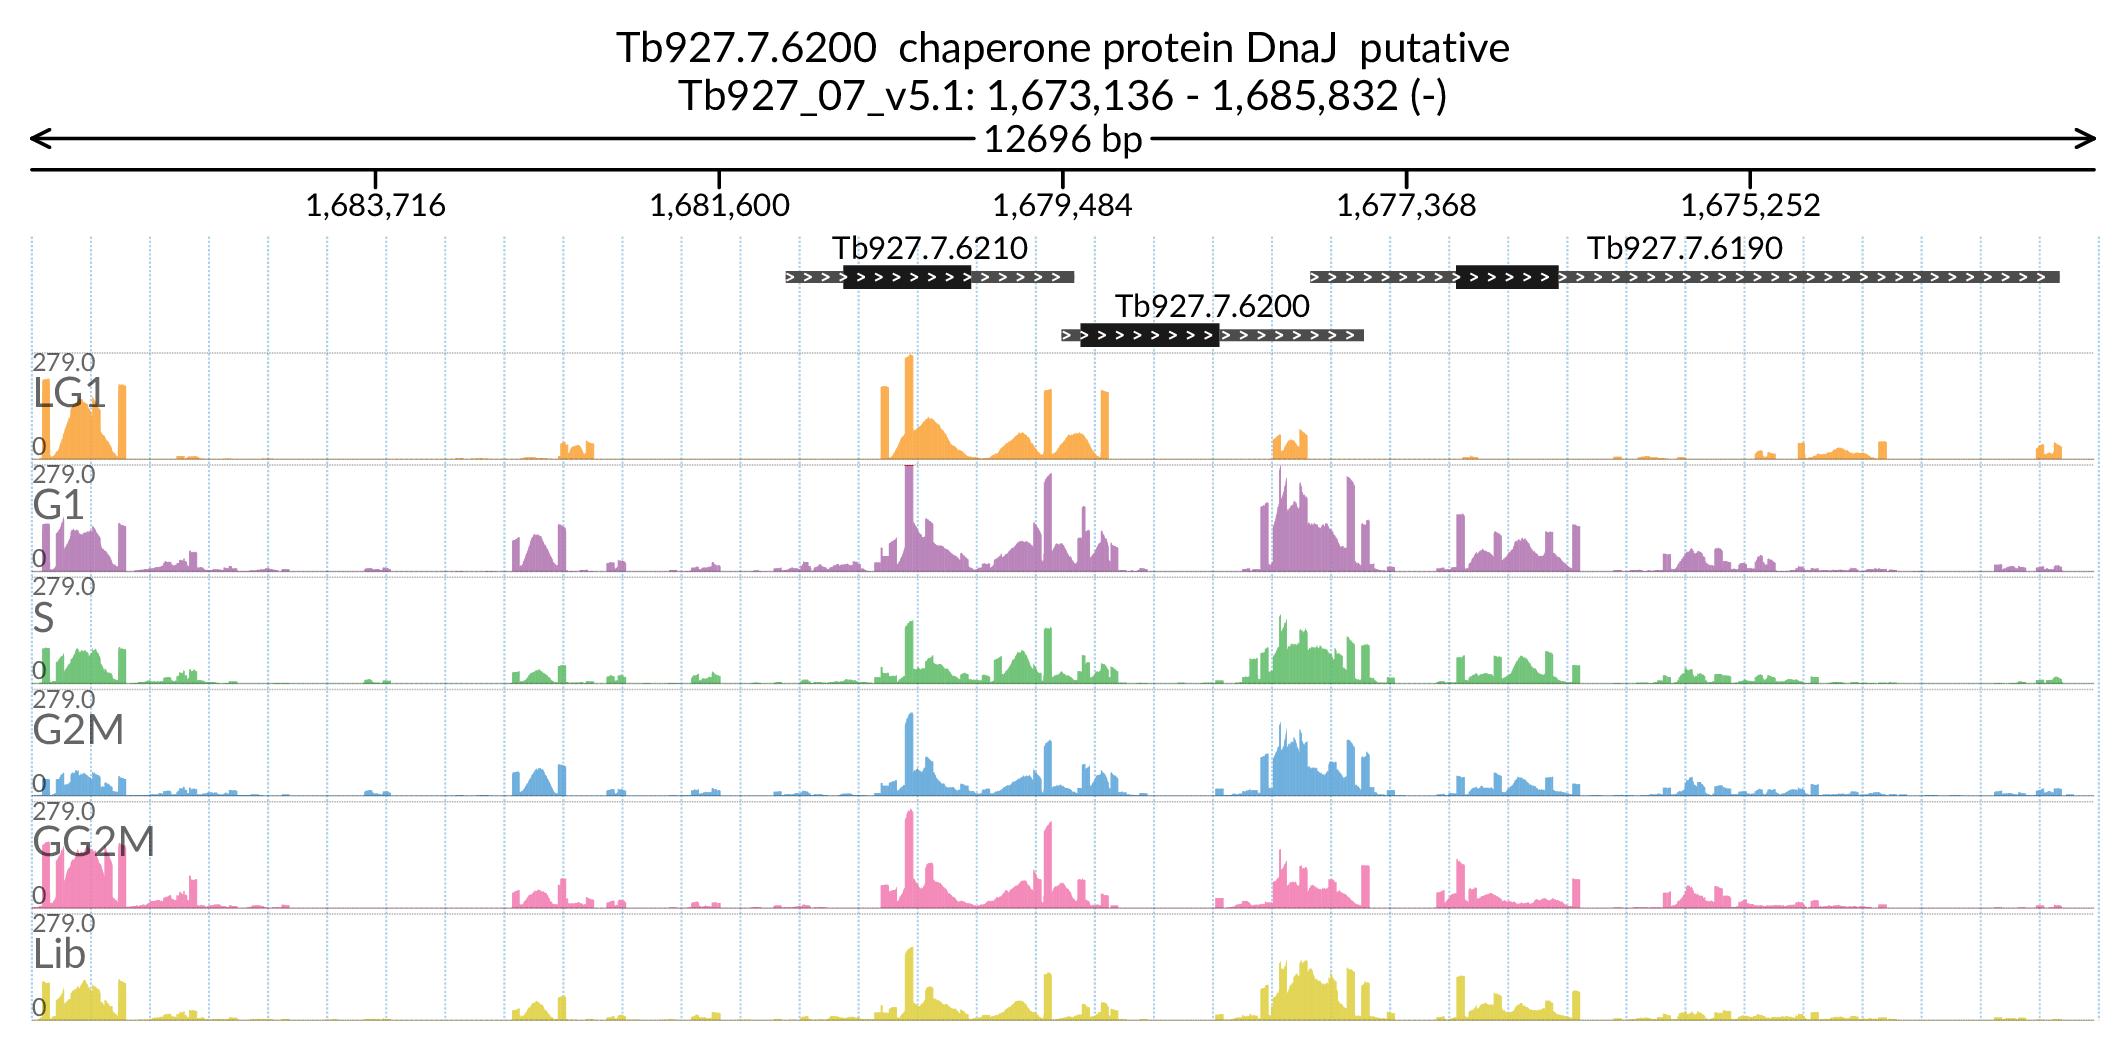 Tb927.7.6200  chaperone protein DnaJ  putative
Tb927_07_v5.1: 1,673,136 - 1,685,832 (-)
12696 bp
1,683,716 1,681,600 1,679,484 1,677,368 1,675,252
Tb927.7.6210 Tb927.7.6190
Tb927.7.6200
279.0
LG1
0
279.0
G1
0
279.0
S
0
279.0
G2M
0
279.0
GG2M
0
279.0
Lib
0